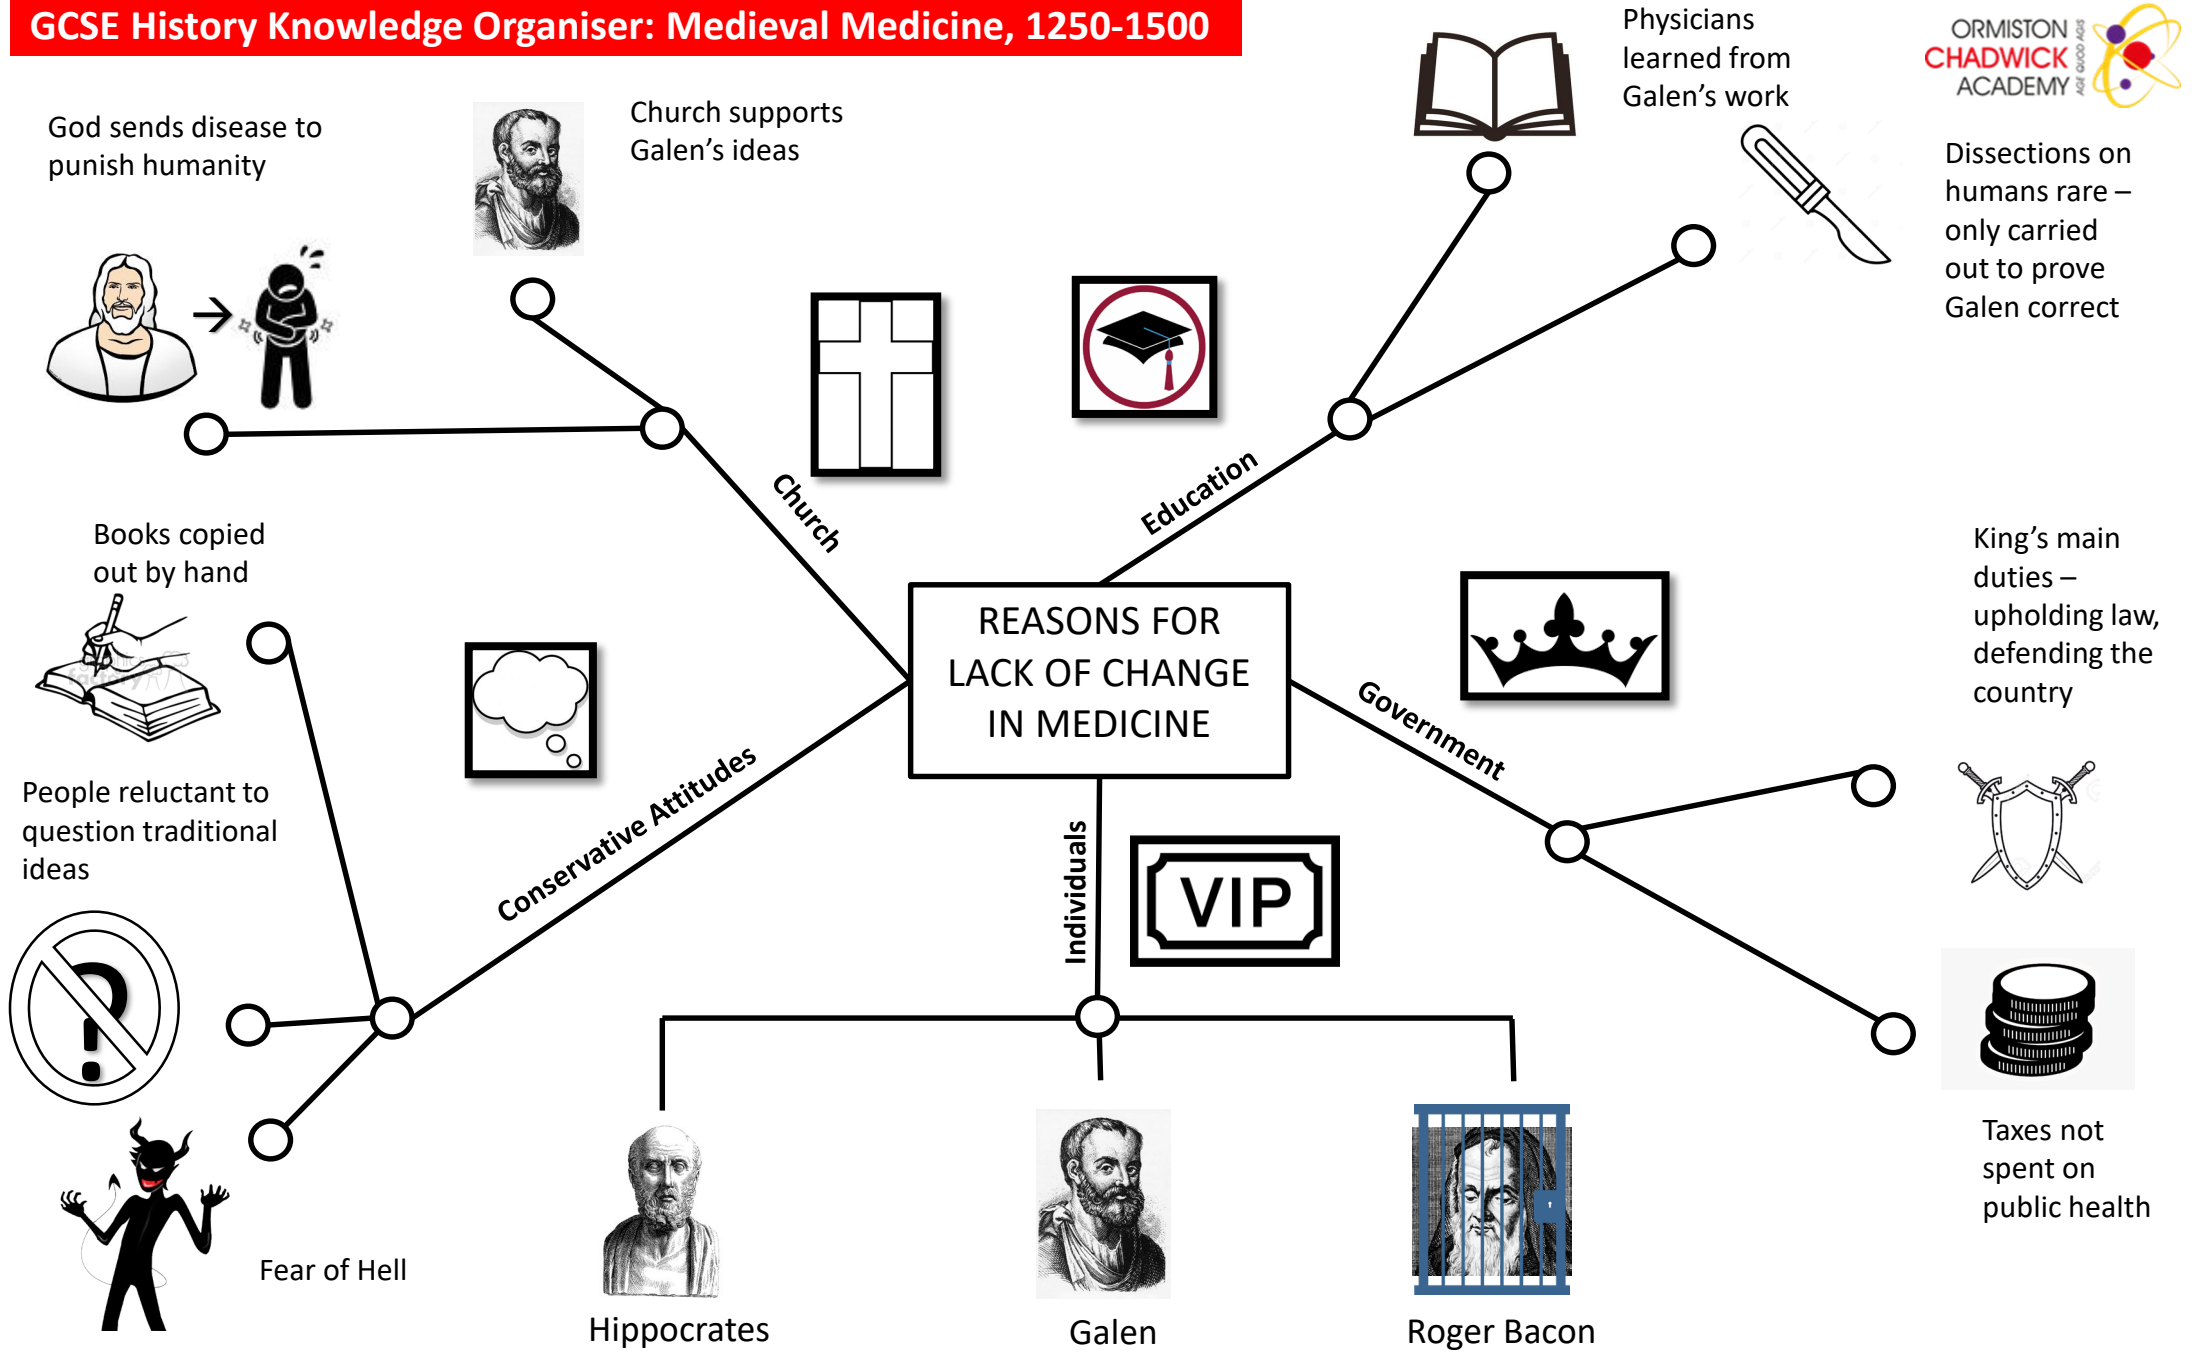 GCSE History Knowledge Organiser: Medieval Medicine, 1250-1500
ORMISTON
CHADWICK
ACADEMY
AGE QUOD AGIS
God sends disease to
punish humanity
Church supports
Galen’s ideas
Physicians
learned from
Galen’s work
Dissections on
humans rare –
only carried
out to prove
Galen correct
Church
Education
Books copied
out by hand
factory
People reluctant to
question traditional
ideas
?
Conservative Attitudes
REASONS FOR
LACK OF CHANGE
IN MEDICINE
Government
King’s main
duties –
upholding law,
defending the
country
Individuals
VIP
Taxes not
spent on
public health
Fear of Hell
Hippocrates
Galen
Roger Bacon